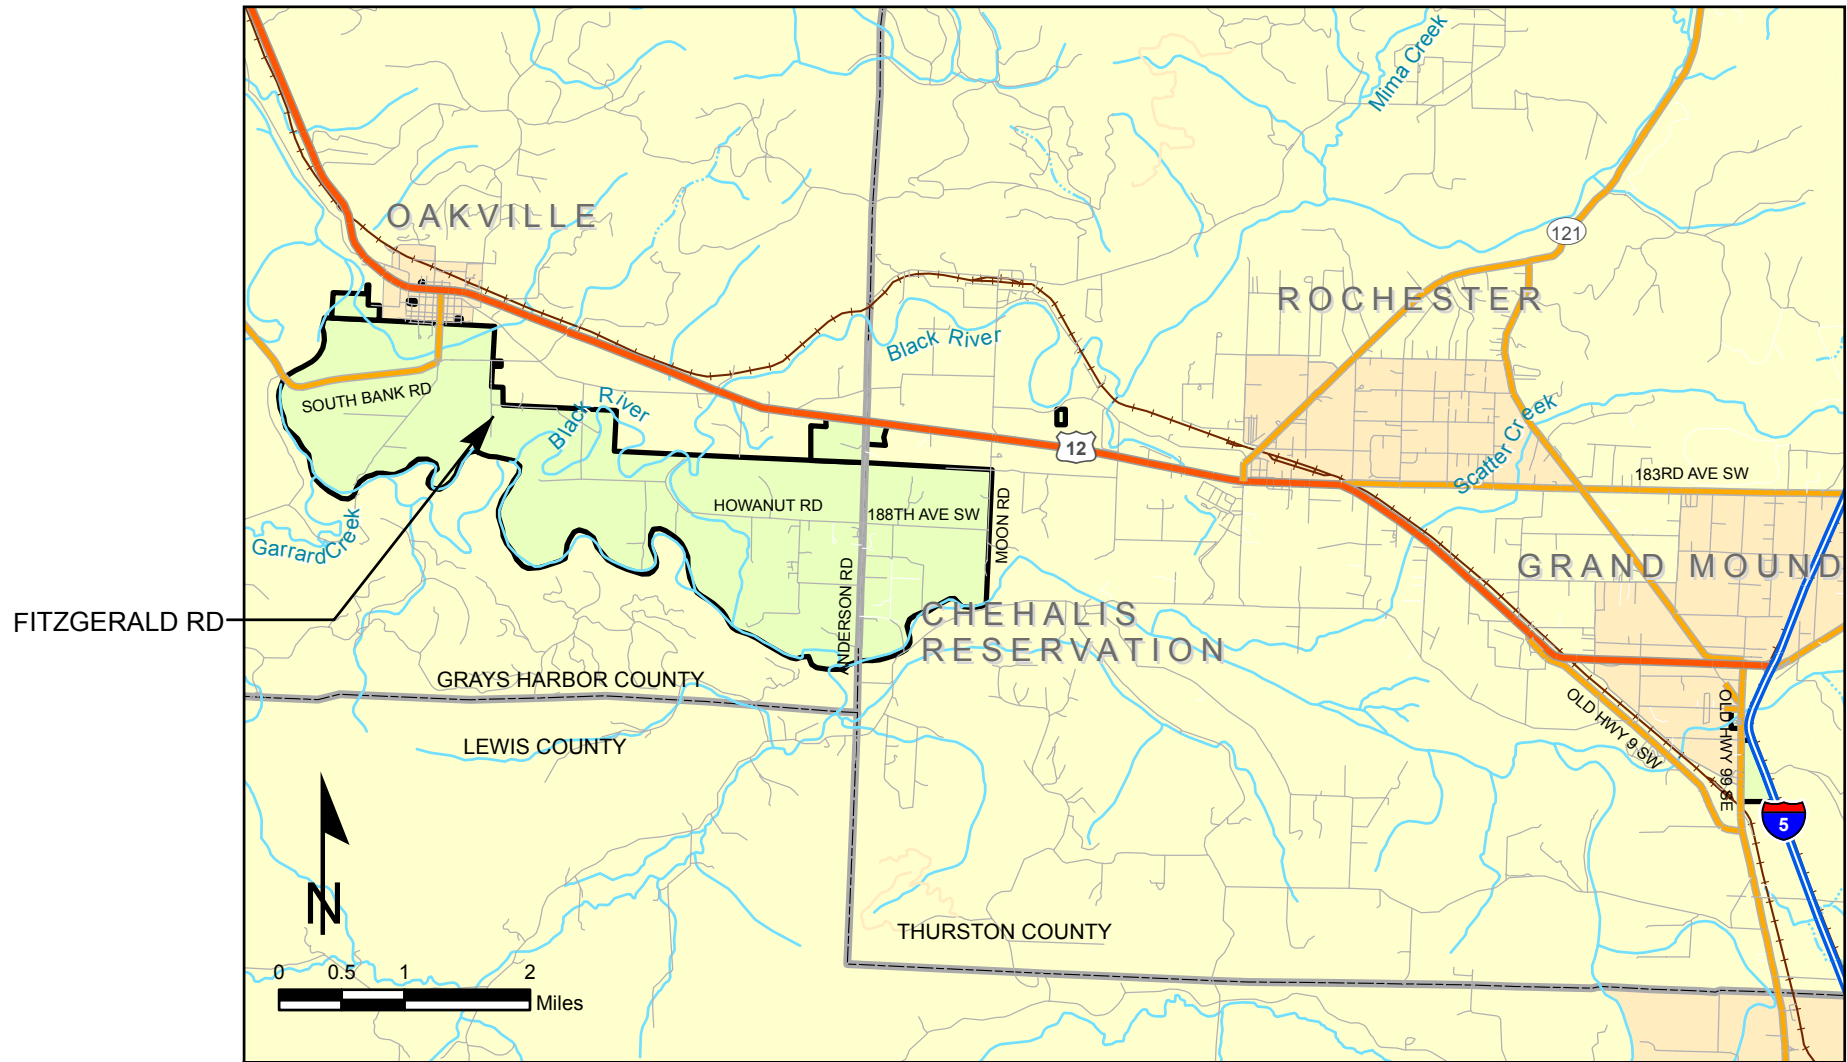 Mima Creek
OAKVILLE
121
ROCHESTER
Black River
Black River
SOUTH BANK RD
12
Scatter Creek
183RD AVE SW
HOWANUT RD
188TH AVE SW
MOON RD
Garrard Creek
GRAND MOUND
ANDERSON RD
CHEHALIS
RESERVATION
FITZGERALD RD
GRAYS HARBOR COUNTY
LEWIS COUNTY
OLD HWY 9 SW
OLD HWY 99 SE
5
N
THURSTON COUNTY
0 0.5 1 2
Miles